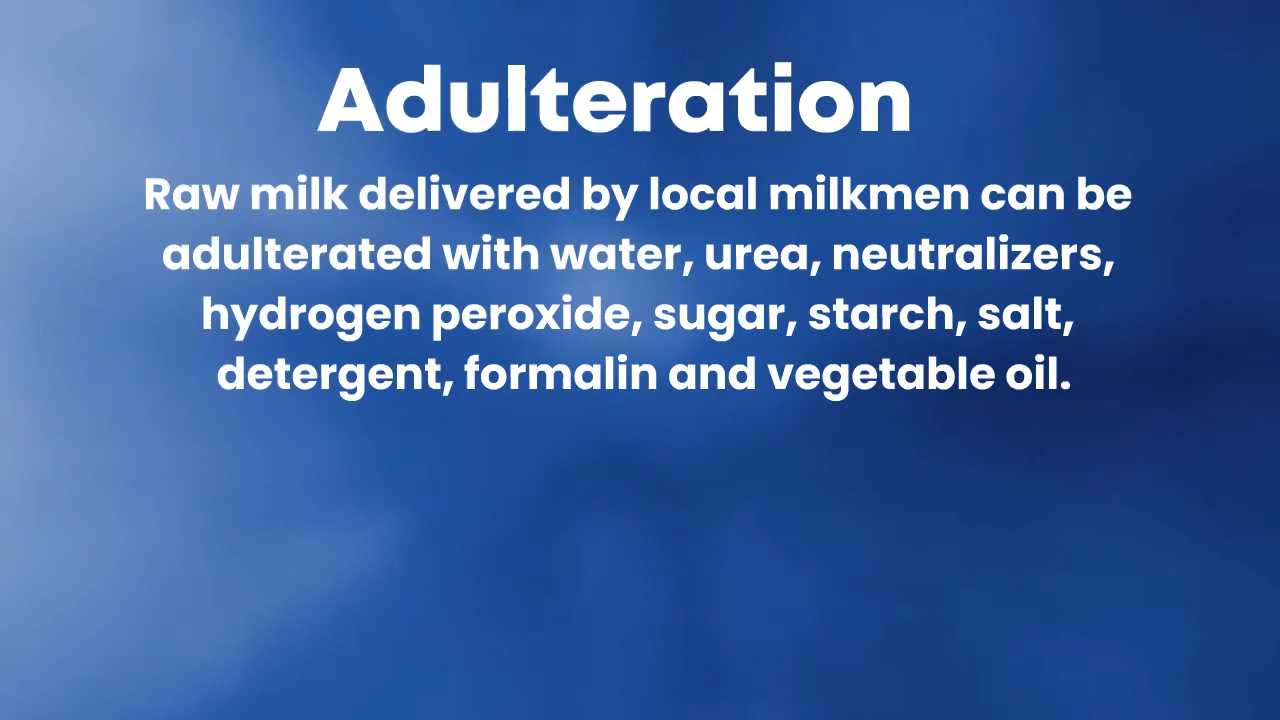 Adulteration
Raw milk delivered by local milkmen can be
adulterated with water, urea, neutralizers,
hydrogen peroxide, sugar, starch, salt,
detergent, formalin and vegetable oil.